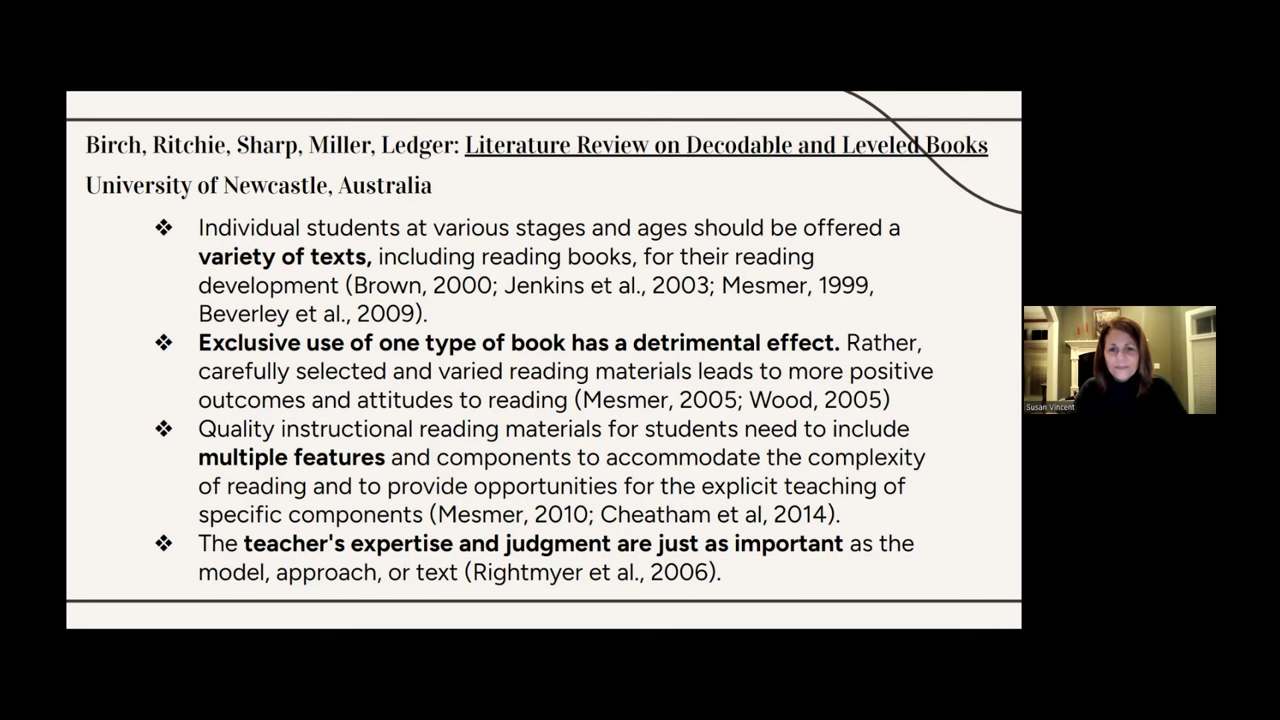 Birch, Ritchie, Sharp, Miller, Ledger: Literature Review on Decodable and Leveled Books
University of Newcastle, Australia
❖ Individual students at various stages and ages should be offered a
variety of texts, including reading books, for their reading
development (Brown, 2000; Jenkins et al., 2003; Mesmer, 1999,
Beverley et al., 2009).
❖ Exclusive use of one type of book has a detrimental effect. Rather,
carefully selected and varied reading materials leads to more positive
outcomes and attitudes to reading (Mesmer, 2005; Wood, 2005)
❖ Quality instructional reading materials for students need to include
multiple features and components to accommodate the complexity
of reading and to provide opportunities for the explicit teaching of
specific components (Mesmer, 2010; Cheatham et al, 2014).
❖ The teacher's expertise and judgment are just as important as the
model, approach, or text (Rightmyer et al., 2006).
Susan Vincent